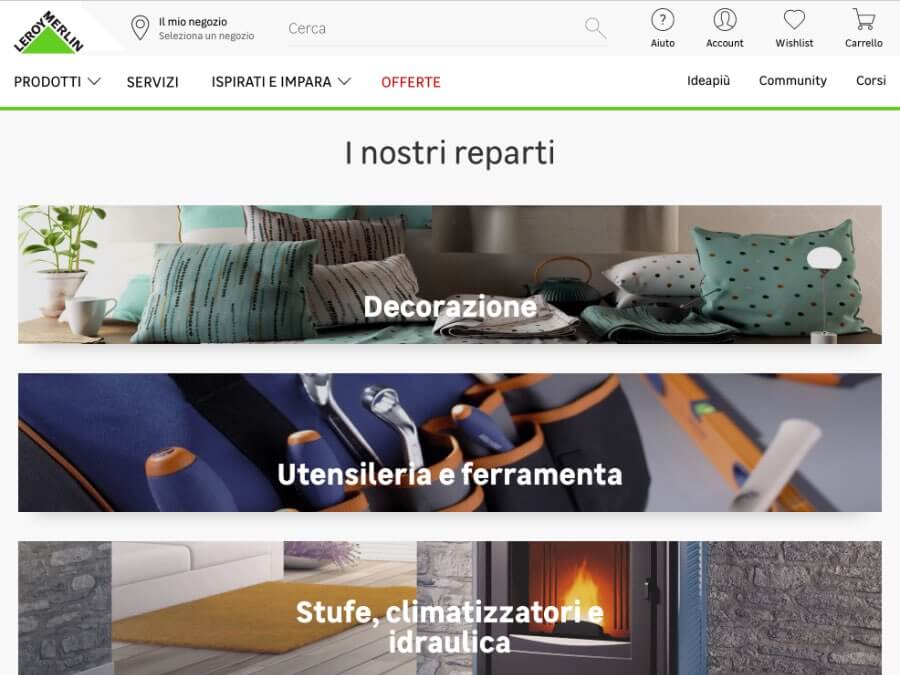 LEROY MERLIN
Il mio negozio
Seleziona un negozio
Cerca
?
Aiuto
Account
Wishlist
Carrello
PRODOTTI
SERVIZI
ISPIRATI E IMPARA
OFFERTE
Ideapiù
Community
Corsi
I nostri reparti
Decorazione
Utensileria e ferramenta
Stufe, climatizzatori e
idraulica